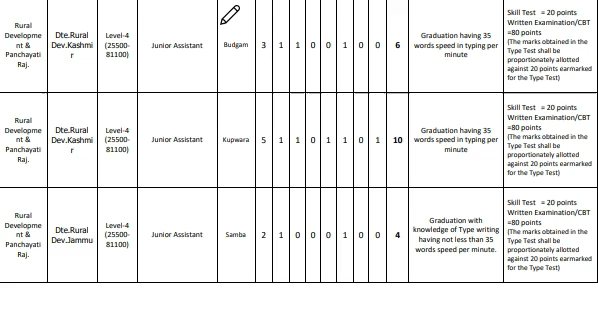 Rural
Developme
nt &
Panchayati
Raj.
Dte.Rural
Dev.Kashmi
r
Level-4
(25500-
81100)
Junior Assistant
Budgam
3 1 1 0 0 1 0 0 6
Graduation having 35
words speed in typing per
minute
Skill Test = 20 points
Written Examination/CBT
=80 points
(The marks obtained in the
Type Test shall be
proportionately allotted
against 20 points earmarked
for the Type Test)
Rural
Developme
nt &
Panchayati
Raj.
Dte.Rural
Dev.Kashmi
r
Level-4
(25500-
81100)
Junior Assistant
Kupwara
5 1 1 0 1 1 0 1 10
Graduation having 35
words speed in typing per
minute
Skill Test = 20 points
Written Examination/CBT
=80 points
(The marks obtained in the
Type Test shall be
proportionately allotted
against 20 points earmarked
for the Type Test)
Rural
Developme
nt &
Panchayati
Raj.
Dte.Rural
Dev.Jammu
Level-4
(25500-
81100)
Junior Assistant
Samba
2 1 0 0 0 1 0 0 4
Graduation with
knowledge of Type writing
having not less than 35
words speed per minute.
Skill Test = 20 points
Written Examination/CBT
=80 points
(The marks obtained in the
Type Test shall be
proportionately allotted
against 20 points earmarked
for the Type Test)